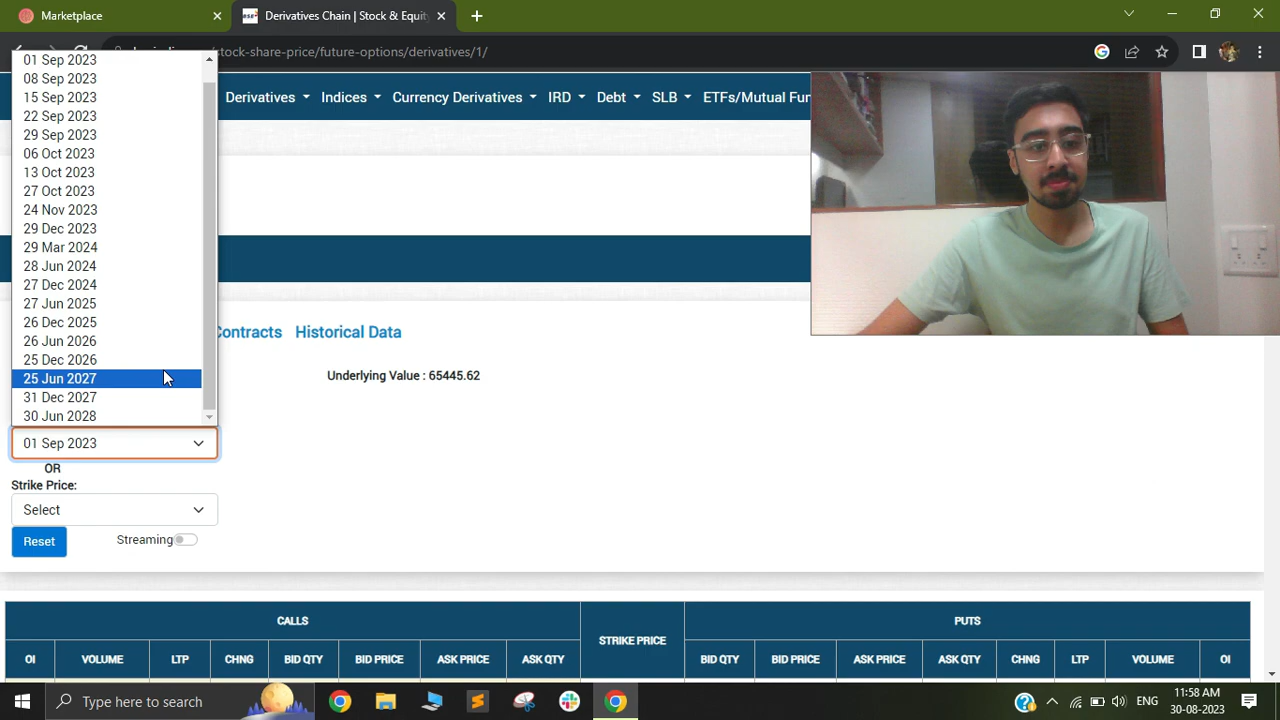 Marketplace
Derivatives Chain | Stock & Equity
stock-share-price/future-options/derivatives/1/
Derivatives Indices Currency Derivatives IRD Debt SLB ETFs/Mutual Fun
01 Sep 2023
08 Sep 2023
15 Sep 2023
22 Sep 2023
29 Sep 2023
06 Oct 2023
13 Oct 2023
27 Oct 2023
24 Nov 2023
29 Dec 2023
29 Mar 2024
28 Jun 2024
27 Dec 2024
27 Jun 2025
26 Dec 2025
26 Jun 2026
25 Dec 2026
25 Jun 2027
31 Dec 2027
30 Jun 2028
Contracts Historical Data
Underlying Value : 65445.62
01 Sep 2023
OR
Strike Price:
Select
Reset Streaming
CALLS STRIKE PRICE PUTS
OI VOLUME LTP CHNG BID QTY BID PRICE ASK PRICE ASK QTY BID QTY BID PRICE ASK PRICE ASK QTY CHNG LTP VOLUME OI
Type here to search
ENG
11:58 AM
30-08-2023